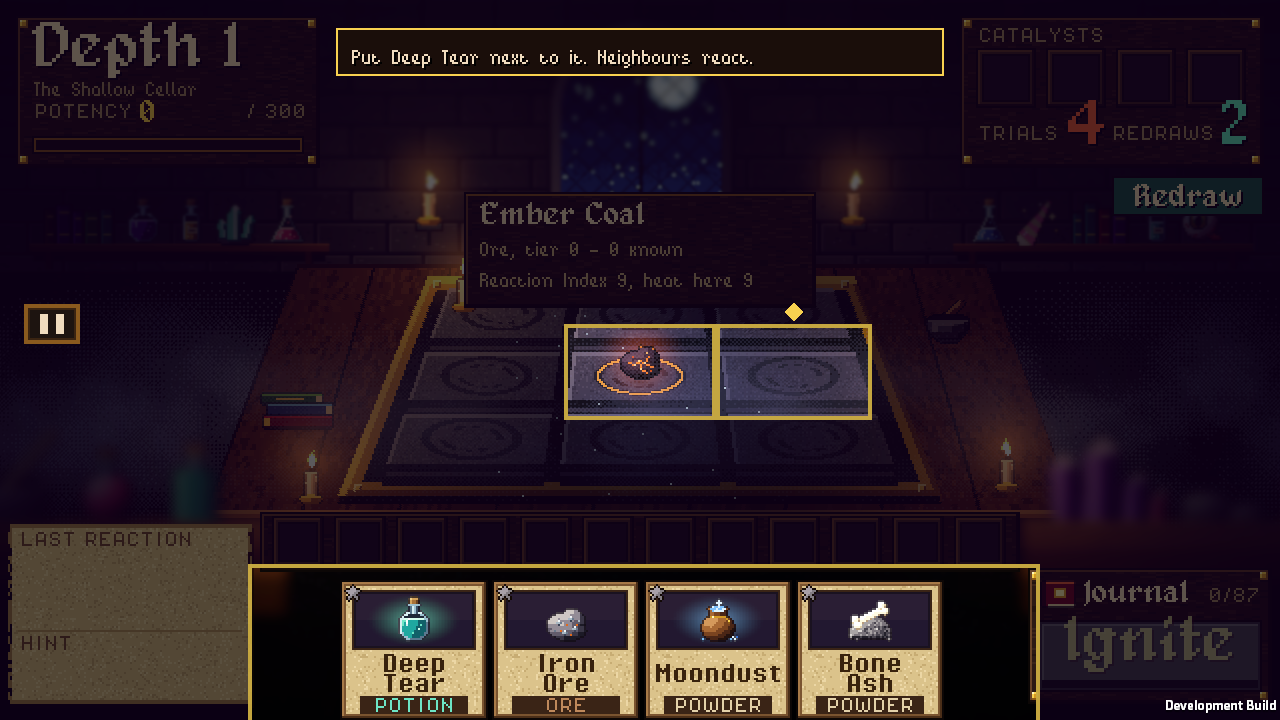 Depth 1
The Shallow Cellar
POTENCY 0 / 300
Put Deep Tear next to it. Neighbours react.
CATALYSTS
TRIALS 4 REDRAWS 2
Redraw
Ember Coal
Ore, tier 0 - 0 known
Reaction Index 9, heat here 9
LAST REACTION
HINT
Deep
Tear
POTION
Iron
Ore
ORE
Moondust
POWDER
Bone
Ash
POWDER
Journal 0/87
Ignite
Development Build